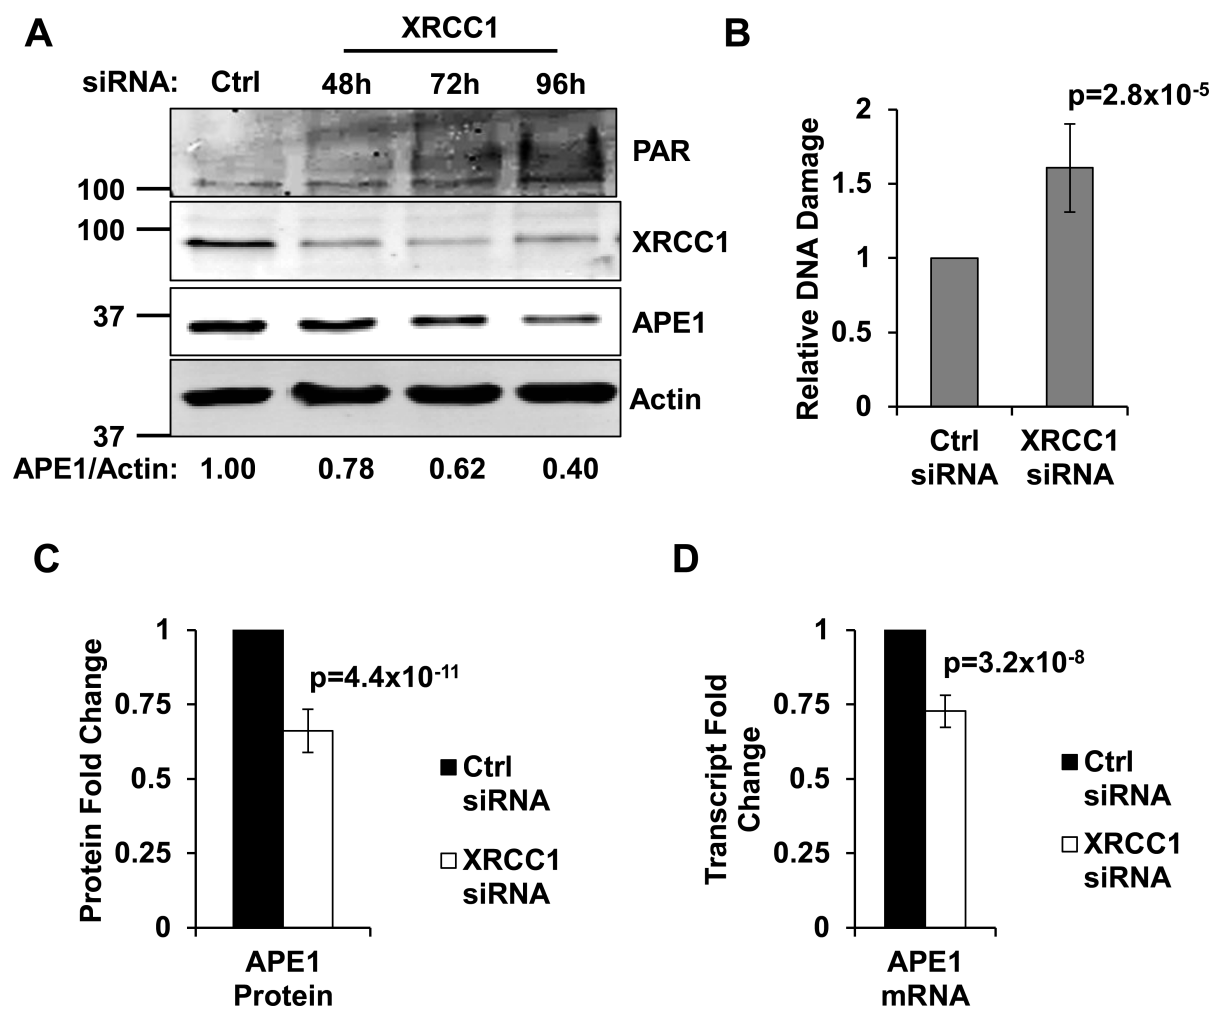 A
XRCC1
siRNA: Ctrl 48h 72h 96h
PAR
100
100
XRCC1
37
APE1
Actin
37
APE1/Actin: 1.00 0.78 0.62 0.40
B
p=2.8x10-5
Relative DNA Damage
2
1.5
1
0.5
0
Ctrl
siRNA
XRCC1
siRNA
C
Protein Fold Change
1
0.75
0.5
0.25
0
p=4.4x10-11
Ctrl
siRNA
XRCC1
siRNA
APE1
Protein
D
Transcript Fold
Change
1
0.75
0.5
0.25
0
p=3.2x10-8
Ctrl
siRNA
XRCC1
siRNA
APE1
mRNA